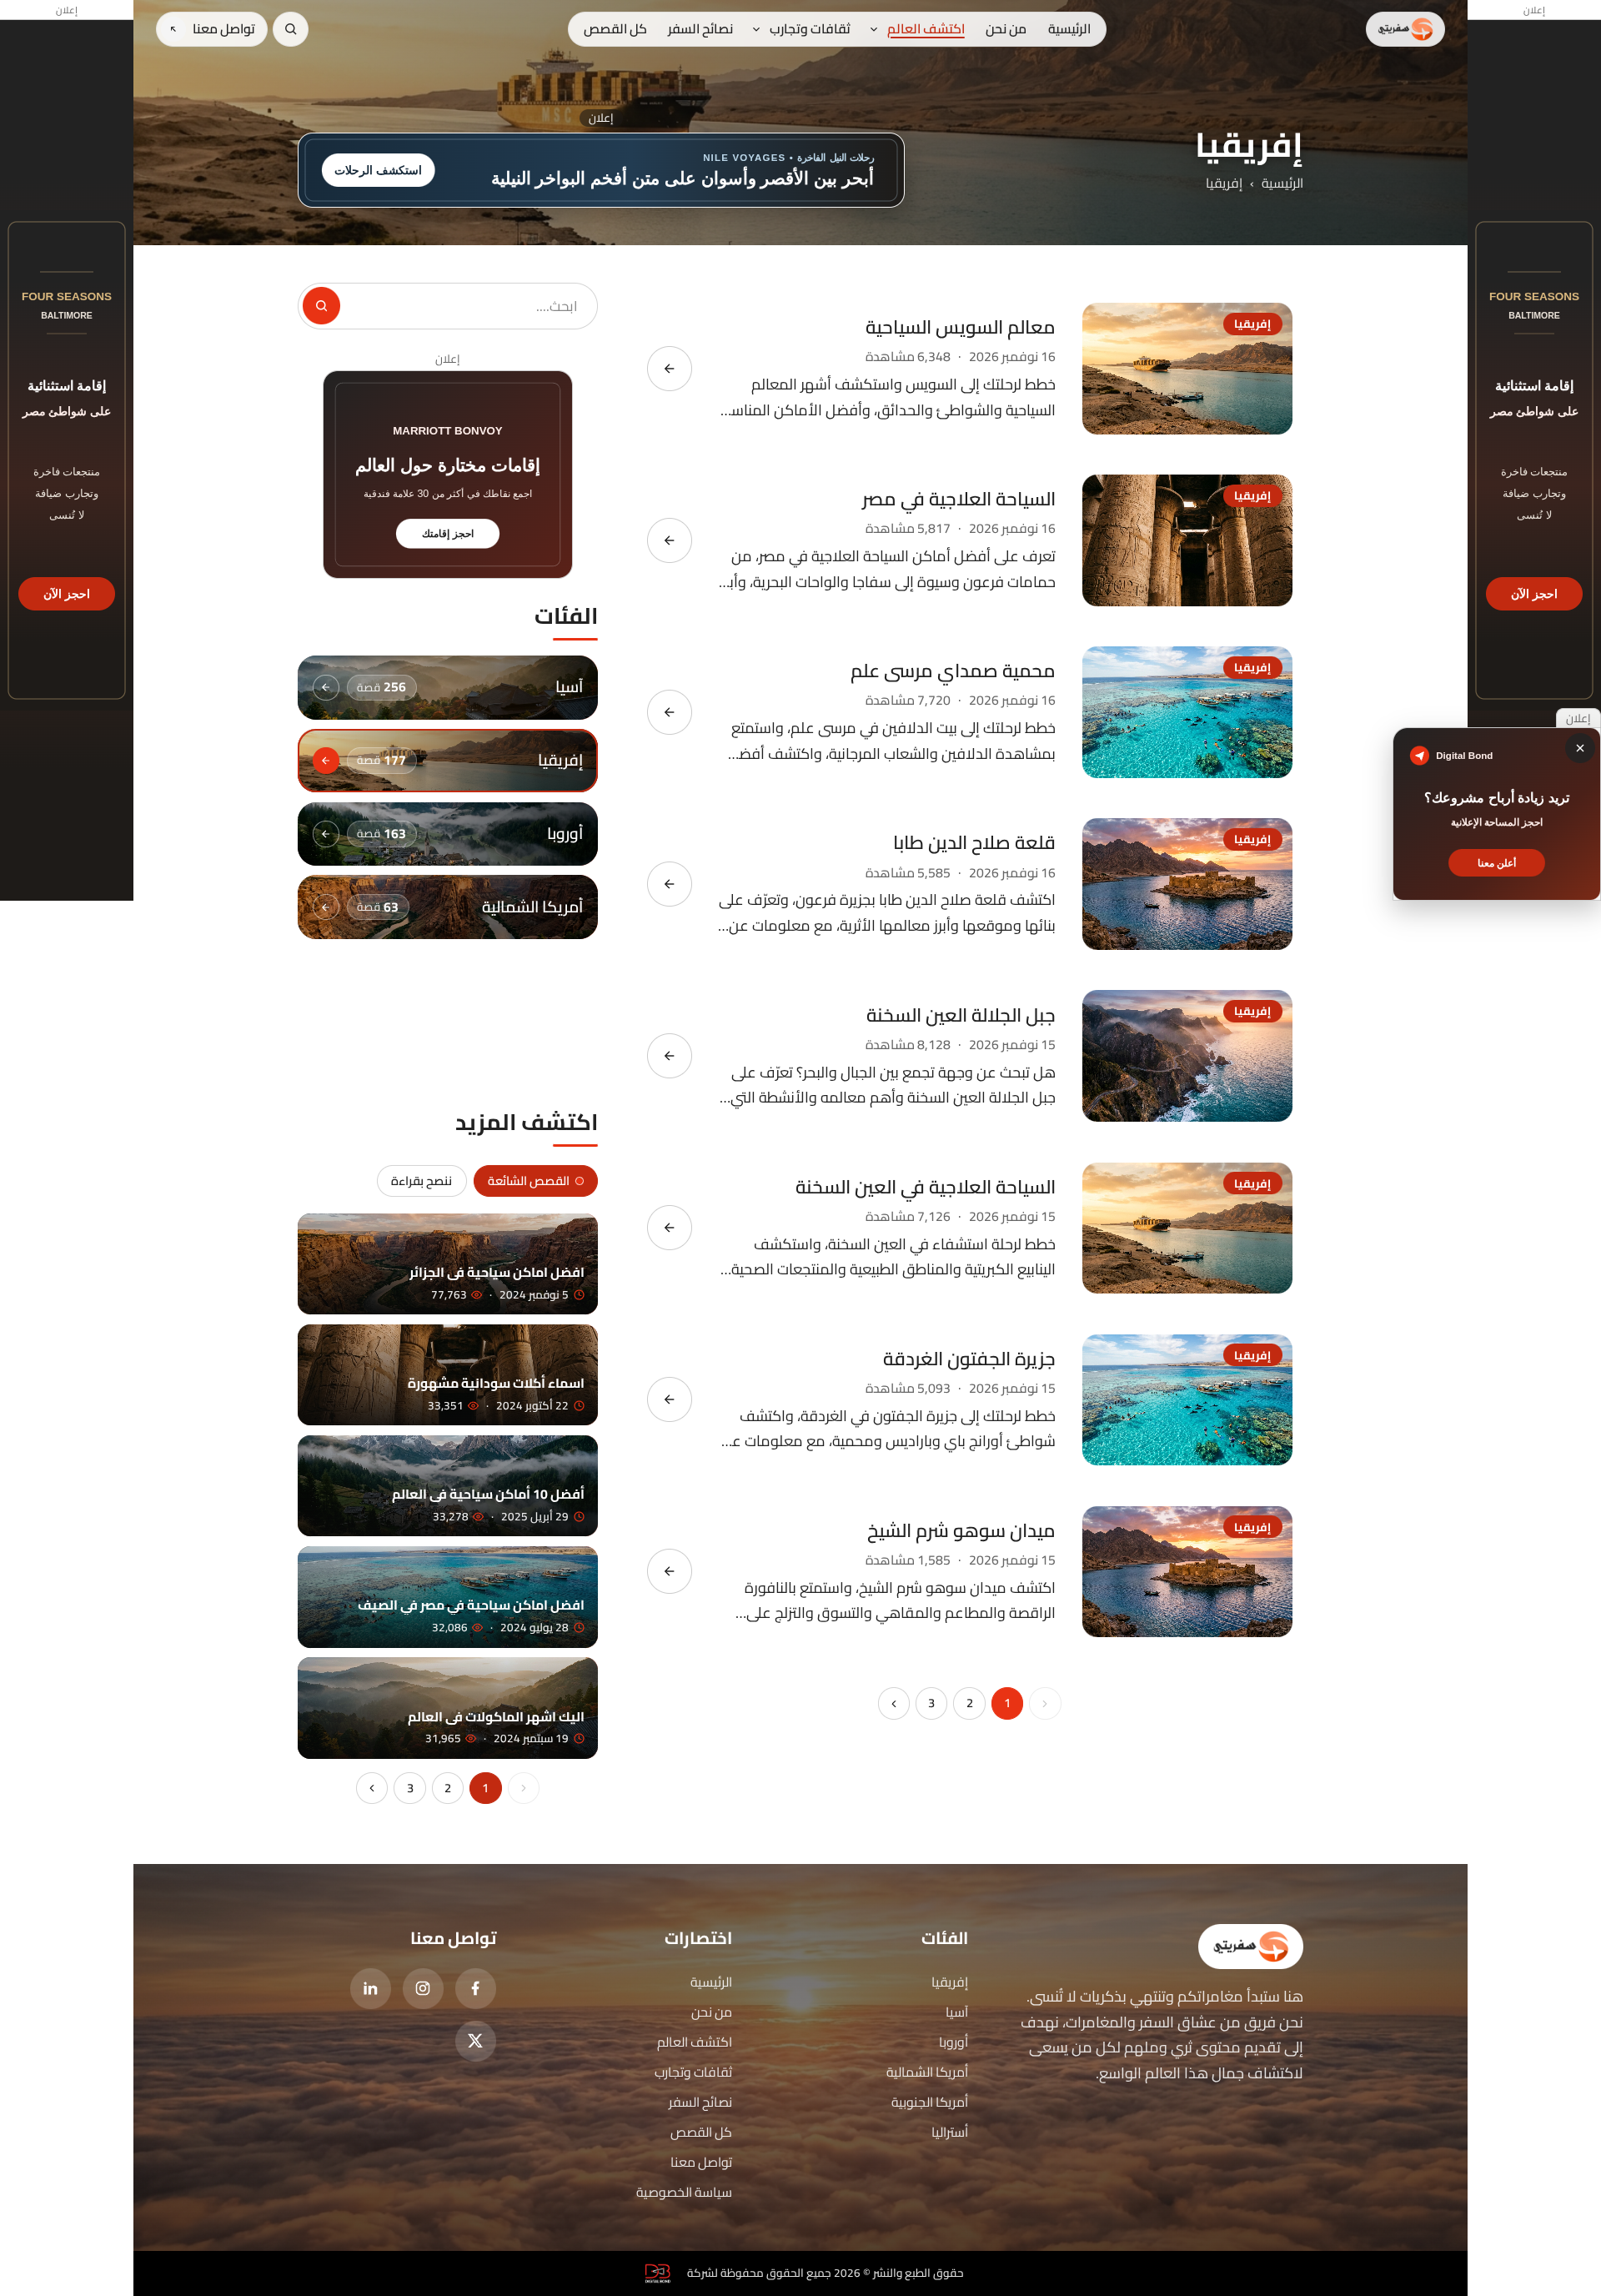 إعلان
إعلان
سفريتي
الرئيسية
من نحن
اكتشف العالم
ثقافات وتجارب
نصائح السفر
كل القصص
تواصل معنا
MSC
إفريقيا
الرئيسية › إفريقيا
إعلان
رحلات النيل الفاخرة • NILE VOYAGES
أبحر بين الأقصر وأسوان على متن أفخم البواخر النيلية
استكشف الرحلات
FOUR SEASONS
BALTIMORE
إقامة استثنائية
على شواطئ مصر
منتجعات فاخرة
وتجارب ضيافة
لا تُنسى
احجز الآن
FOUR SEASONS
BALTIMORE
إقامة استثنائية
على شواطئ مصر
منتجعات فاخرة
وتجارب ضيافة
لا تُنسى
احجز الآن
إعلان
Digital Bond
تريد زيادة أرباح مشروعك؟
احجز المساحة الإعلانية
أعلن معنا
إفريقيا
معالم السويس السياحية
16 نوفمبر 2026 · 6,348 مشاهدة
خطط لرحلتك إلى السويس واستكشف أشهر المعالم
السياحية والشواطئ والحدائق، وأفضل الأماكن المناسـ...
إفريقيا
السياحة العلاجية في مصر
16 نوفمبر 2026 · 5,817 مشاهدة
تعرف على أفضل أماكن السياحة العلاجية في مصر، من
حمامات فرعون وسيوة إلى سفاجا والواحات البحرية، وأبـ...
إفريقيا
محمية صمداي مرسى علم
16 نوفمبر 2026 · 7,720 مشاهدة
خطط لرحلتك إلى بيت الدلافين في مرسى علم، واستمتع
بمشاهدة الدلافين والشعاب المرجانية، واكتشف أفضـ...
إفريقيا
قلعة صلاح الدين طابا
16 نوفمبر 2026 · 5,585 مشاهدة
اكتشف قلعة صلاح الدين طابا بجزيرة فرعون، وتعرّف على
بنائها وموقعها وأبرز معالمها الأثرية، مع معلومات عن...
إفريقيا
جبل الجلالة العين السخنة
15 نوفمبر 2026 · 8,128 مشاهدة
هل تبحث عن وجهة تجمع بين الجبال والبحر؟ تعرّف على
جبل الجلالة العين السخنة وأهم معالمه والأنشطة التي...
إفريقيا
السياحة العلاجية في العين السخنة
15 نوفمبر 2026 · 7,126 مشاهدة
خطط لرحلة استشفاء في العين السخنة، واستكشف
الينابيع الكبريتية والمناطق الطبيعية والمنتجعات الصحية...
إفريقيا
جزيرة الجفتون الغردقة
15 نوفمبر 2026 · 5,093 مشاهدة
خطط لرحلتك إلى جزيرة الجفتون في الغردقة، واكتشف
شواطئ أورانج باي وباراديس ومحمية، مع معلومات عـ...
إفريقيا
ميدان سوهو شرم الشيخ
15 نوفمبر 2026 · 1,585 مشاهدة
اكتشف ميدان سوهو شرم الشيخ، واستمتع بالنافورة
الراقصة والمطاعم والمقاهي والتسوق والتزلج على...
1 2 3
ابحث....
إعلان
MARRIOTT BONVOY
إقامات مختارة حول العالم
اجمع نقاطك في أكثر من 30 علامة فندقية
احجز إقامتك
الفئات
آسيا 256 قصة
إفريقيا 177 قصة
أوروبا 163 قصة
أمريكا الشمالية 63 قصة
اكتشف المزيد
القصص الشائعة
ننصح بقراءة
افضل اماكن سياحية في الجزائر
5 نوفمبر 2024 · 77,763
اسماء أكلات سودانية مشهورة
22 أكتوبر 2024 · 33,351
أفضل 10 أماكن سياحية في العالم
29 أبريل 2025 · 33,278
افضل اماكن سياحية في مصر في الصيف
28 يوليو 2024 · 32,086
اليك اشهر الماكولات في العالم
19 سبتمبر 2024 · 31,965
1 2 3
سفريتي
هنا ستبدأ مغامراتكم وتنتهي بذكريات لا تُنسى.
نحن فريق من عشاق السفر والمغامرات، نهدف
إلى تقديم محتوى ثري وملهم لكل من يسعى
لاكتشاف جمال هذا العالم الواسع.
الفئات
إفريقيا
آسيا
أوروبا
أمريكا الشمالية
أمريكا الجنوبية
أستراليا
اختصارات
الرئيسية
من نحن
اكتشف العالم
ثقافات وتجارب
نصائح السفر
كل القصص
تواصل معنا
سياسة الخصوصية
تواصل معنا
حقوق الطبع والنشر © 2026 جميع الحقوق محفوظة لشركة
DIGITAL BOND